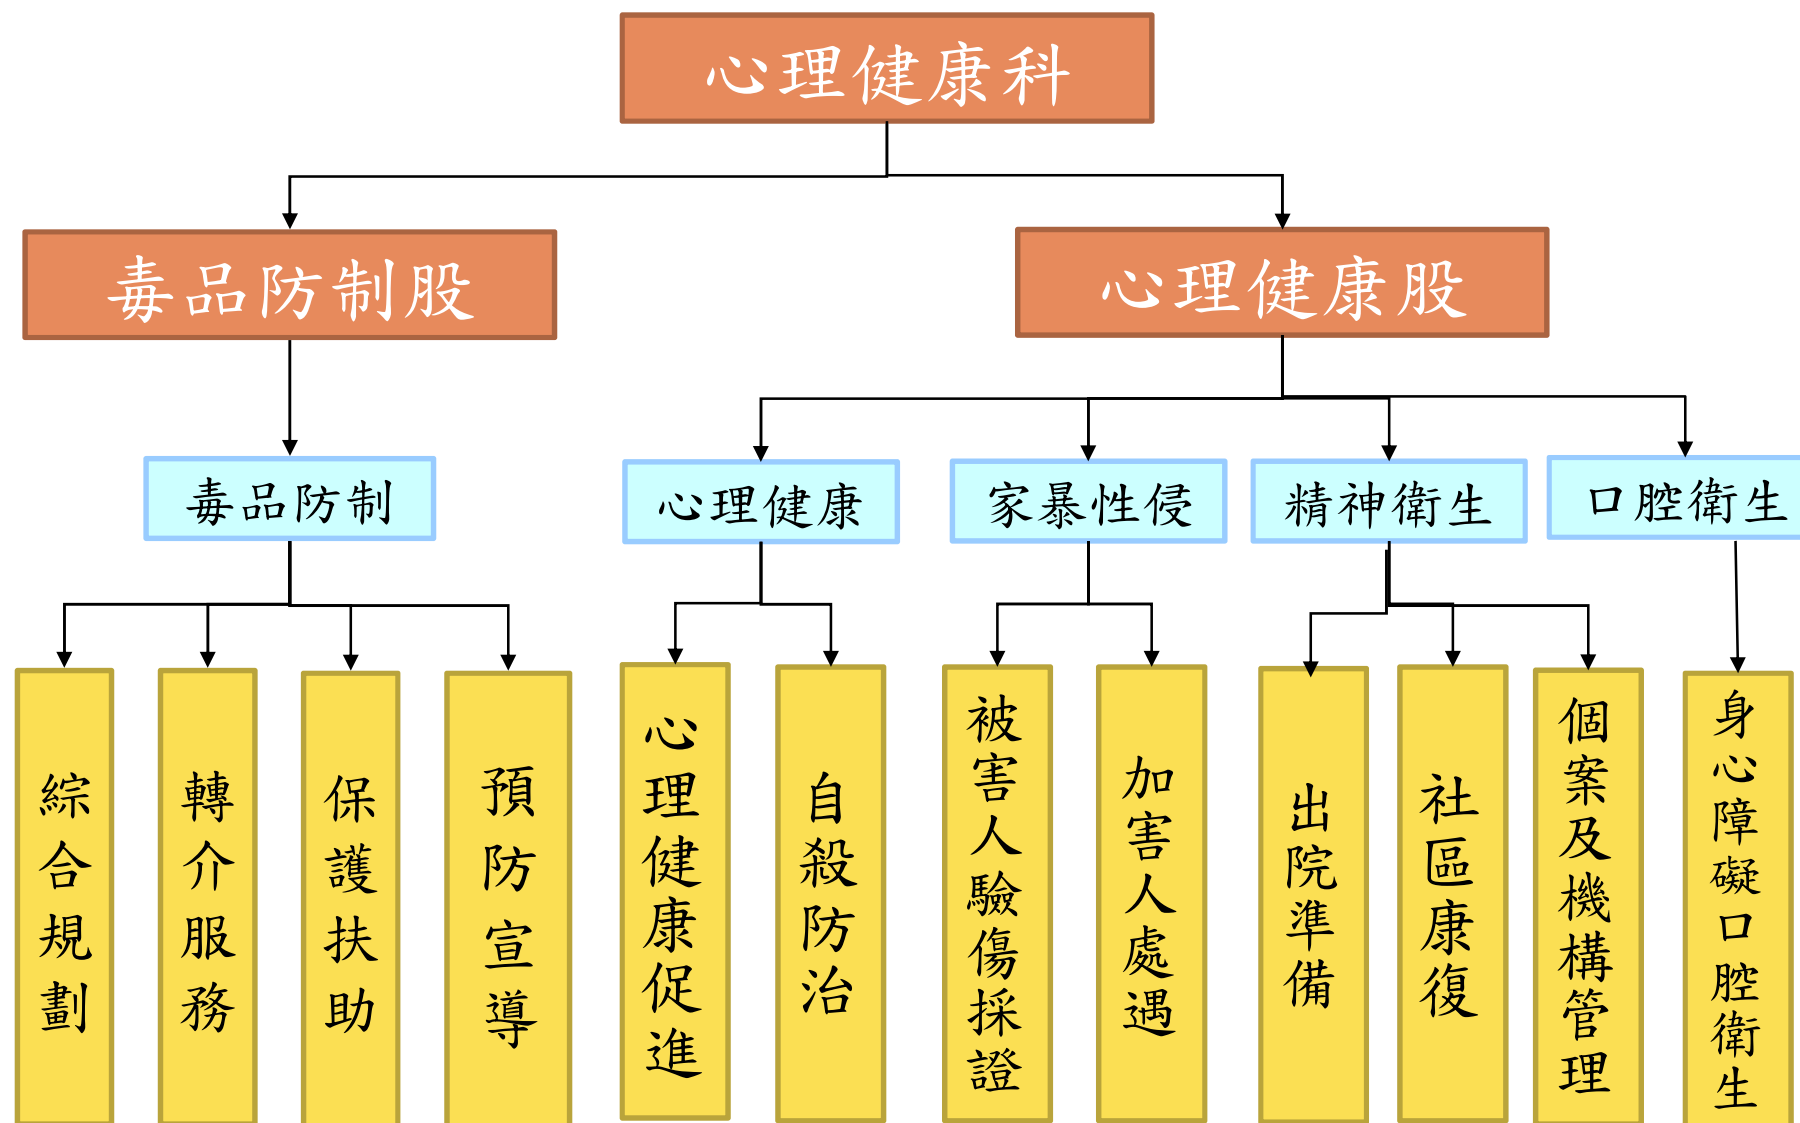 心理健康科
毒品防制股
心理健康股
毒品防制
心理健康
家暴性侵
精神衛生
口腔衛生
綜合規劃
轉介服務
保護扶助
預防宣導
心理健康促進
自殺防治
被害人驗傷採證
加害人處遇
出院準備
社區康復
個案及機構管理
身心障礙口腔衛生